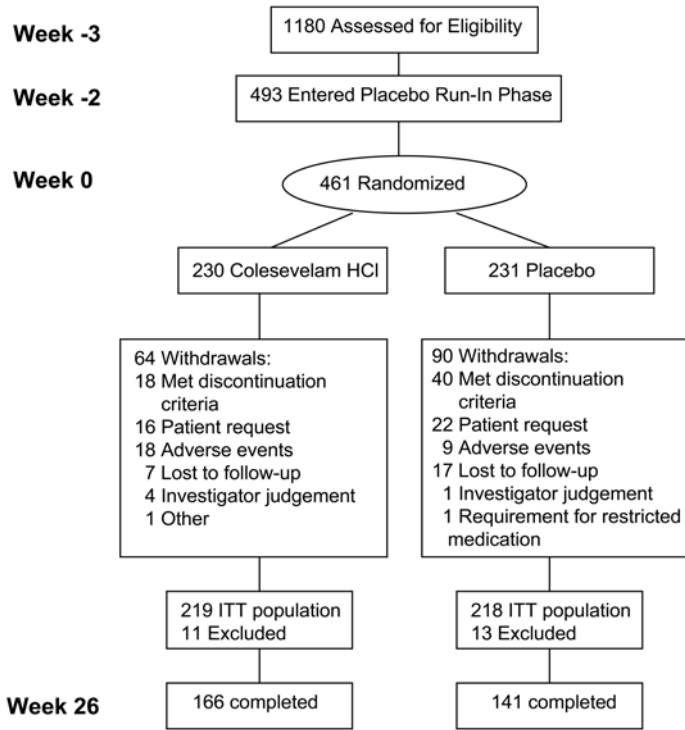 Week -3
1180 Assessed for Eligibility
Week -2
493 Entered Placebo Run-In Phase
Week 0
461 Randomized
230 Colesevelam HCl
231 Placebo
64 Withdrawals:
18 Met discontinuation
criteria
16 Patient request
18 Adverse events
7 Lost to follow-up
4 Investigator judgement
1 Other
90 Withdrawals:
40 Met discontinuation
criteria
22 Patient request
9 Adverse events
17 Lost to follow-up
1 Investigator judgement
1 Requirement for restricted
medication
219 ITT population
11 Excluded
218 ITT population
13 Excluded
Week 26
166 completed
141 completed